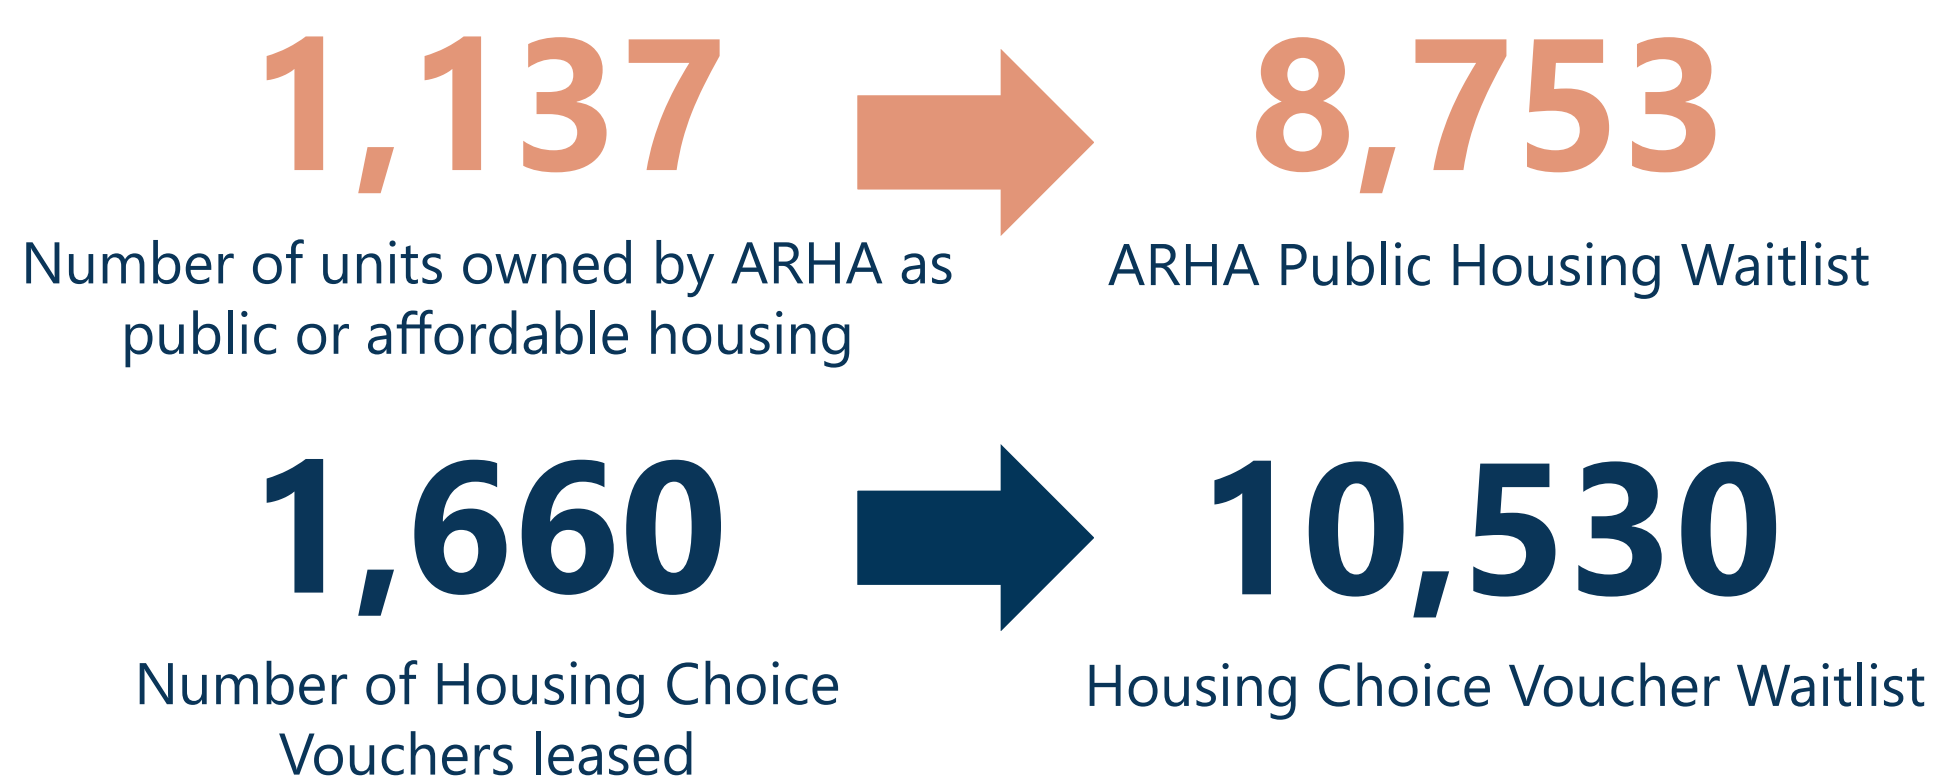 1,137
8,753
Number of units owned by ARHA as
public or affordable housing
ARHA Public Housing Waitlist
1,660
10,530
Number of Housing Choice
Vouchers leased
Housing Choice Voucher Waitlist